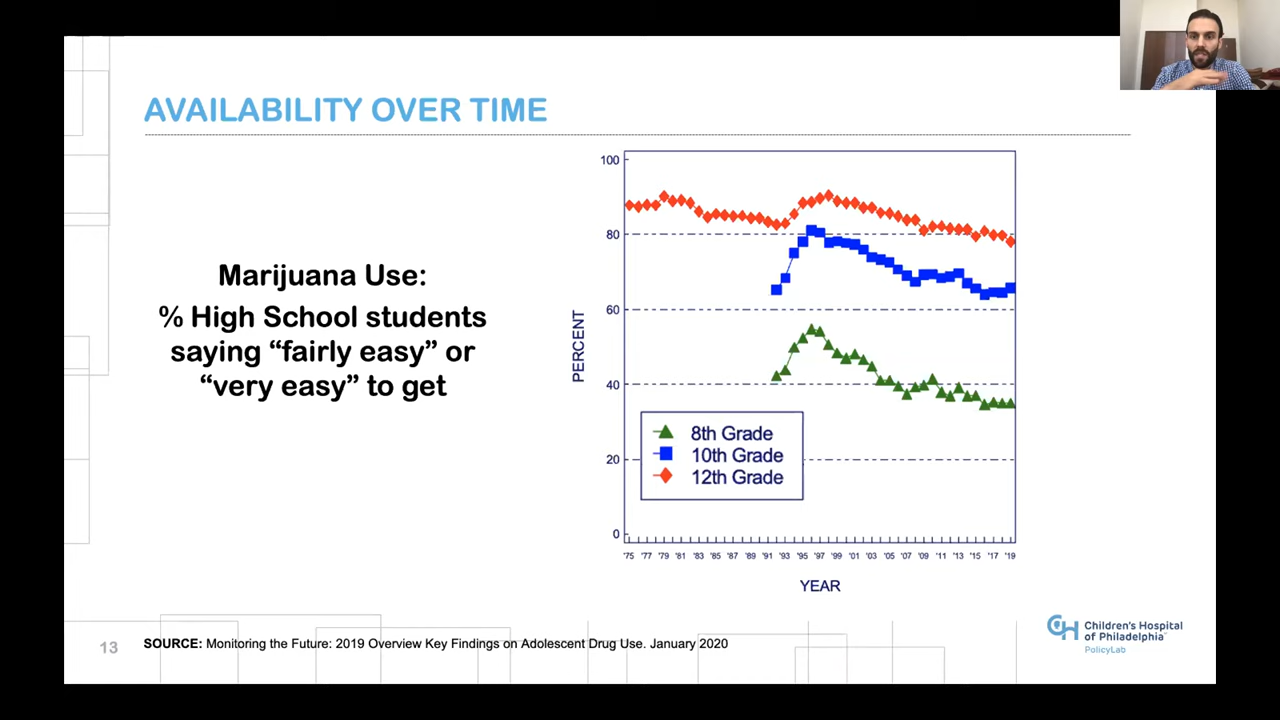 AVAILABILITY OVER TIME
Marijuana Use:
% High School students
saying “fairly easy” or
“very easy” to get
100
80
60
40
20
0
PERCENT
8th Grade
10th Grade
12th Grade
'75 '77 '79 '81 '83 '85 '87 '89 '91 '93 '95 '97 '99 '01 '03 '05 '07 '09 '11 '13 '15 '17 '19
YEAR
13
SOURCE: Monitoring the Future: 2019 Overview Key Findings on Adolescent Drug Use. January 2020
CH Children's Hospital
of Philadelphia
PolicyLab